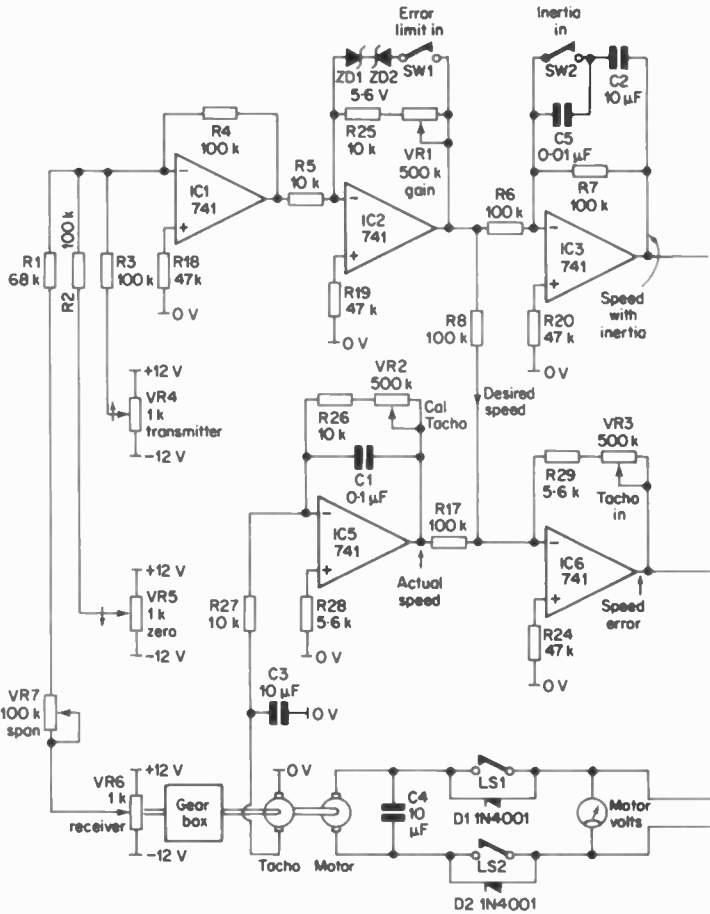 Error
limit in
Inertia
in
ZD1 ZD2
5·6 V
SW1
SW2
C2
10 µF
R4
100 k
R25
10 k
VR1
500 k
gain
C5
0·01 µF
R5
10 k
R7
100 k
R6
100 k
IC1
741
IC2
741
IC3
741
R1
68 k
R2
100 k
R3
100 k
R18
47 k
0 V
R19
47 k
0 V
R8
100 k
R20
47 k
0 V
Speed
with
inertia
+12 V
VR4
1 k
transmitter
-12 V
VR2
500 k
R26
10 k
Cal
Tacho
Desired
speed
C1
0·1 µF
VR3
500 k
R29
5·6 k
Tacho
in
R17
100 k
IC5
741
IC6
741
Actual
speed
Speed
error
+12 V
VR5
1 k
zero
-12 V
R27
10 k
R28
5·6 k
0 V
R24
47 k
0 V
C3
10 µF
0 V
VR7
100 k
span
+12 V
VR6
1 k
receiver
-12 V
Gear
box
0 V
Tacho
Motor
C4
10
µF
LS1
D1 1N4001
LS2
D2 1N4001
Motor
volts